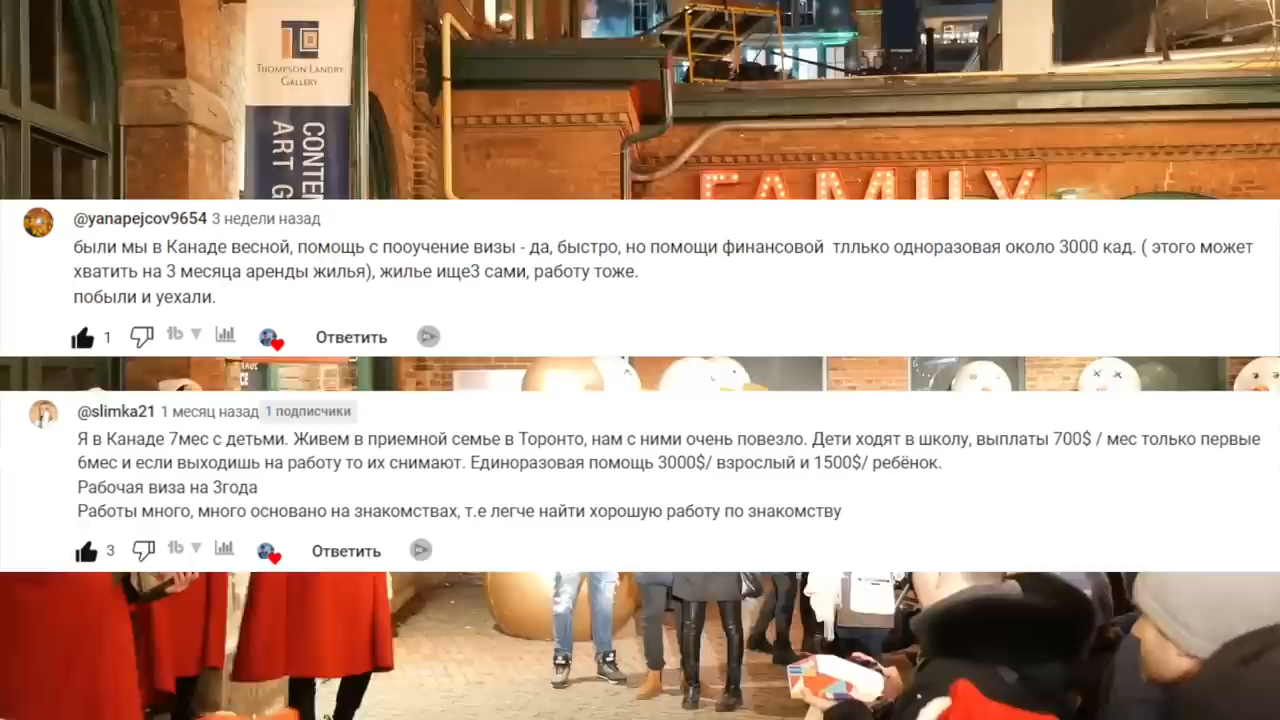 THOMPSON LANDRY
GALLERY
CONTEM
ART G
FAMILY
@yanapejcov9654 3 недели назад
были мы в Канаде весной, помощь с пооучение визы - да, быстро, но помощи финансовой тллько одноразовая около 3000 кад. ( этого может
хватить на 3 месяца аренды жилья), жилье ище3 сами, работу тоже.
побыли и уехали.
1 Ответить
@slimka21 1 месяц назад 1 подписчики
Я в Канаде 7мес с детьми. Живем в приемной семье в Торонто, нам с ними очень повезло. Дети ходят в школу, выплаты 700$ / мес только первые
6мес и если выходишь на работу то их снимают. Единоразовая помощь 3000$/ взрослый и 1500$/ ребёнок.
Рабочая виза на 3года
Работы много, много основано на знакомствах, т.е легче найти хорошую работу по знакомству
3 Ответить